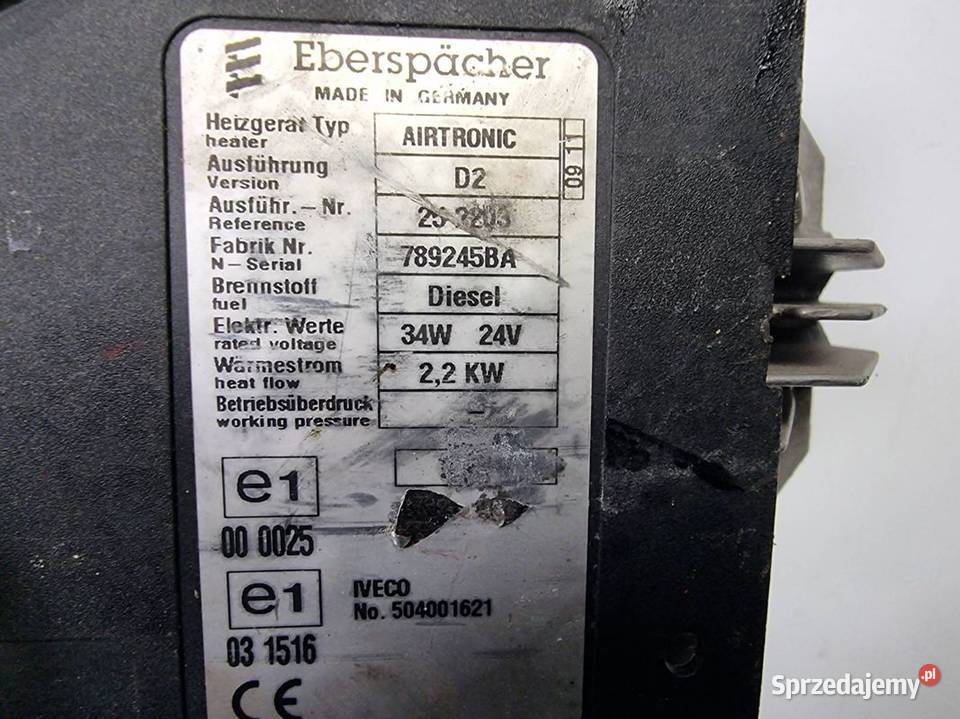 Eberspächer
MADE IN GERMANY
Heizgerät Typ AIRTRONIC
heater
09 11
Ausführung D2
Version
Ausführ.-Nr.
Reference
Fabrik Nr. 789245BA
N-Serial
Brennstoff Diesel
fuel
Elektr. Werte 34W 24V
rated voltage
Wärmestrom 2,2 KW
heat flow
Betriebsüberdruck -
working pressure
e1
00 0025
e1
03 1516
IVECO
No. 504001621
CE
Sprzedajemy.pl